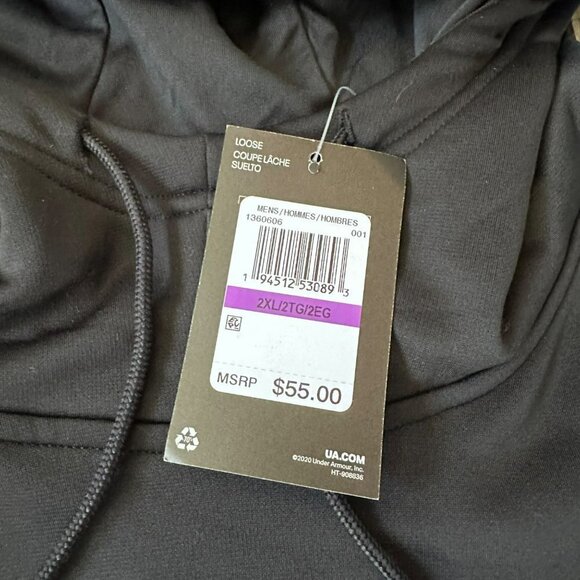 LOOSE
COUPE LÂCHE
SUELTO
MENS/HOMMES/HOMBRES
1360606 001
1 94512 53089 3
2XL/2TG/2EG
MSRP $55.00
UA.COM
©2020 Under Armour, Inc.
HT-908836